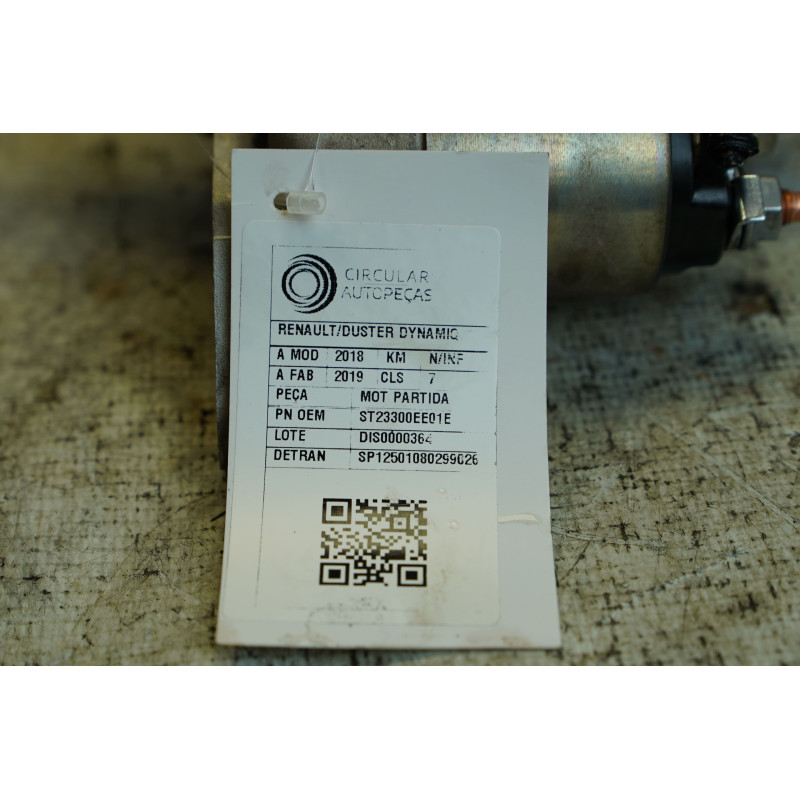 CIRCULAR
AUTOPEÇAS
RENAULT/DUSTER DYNAMIQ
A MOD 2018 KM N/INF
A FAB 2019 CLS 7
PEÇA MOT PARTIDA
PN OEM ST23300EE01E
LOTE DIS0000364
DETRAN SP12501080299026